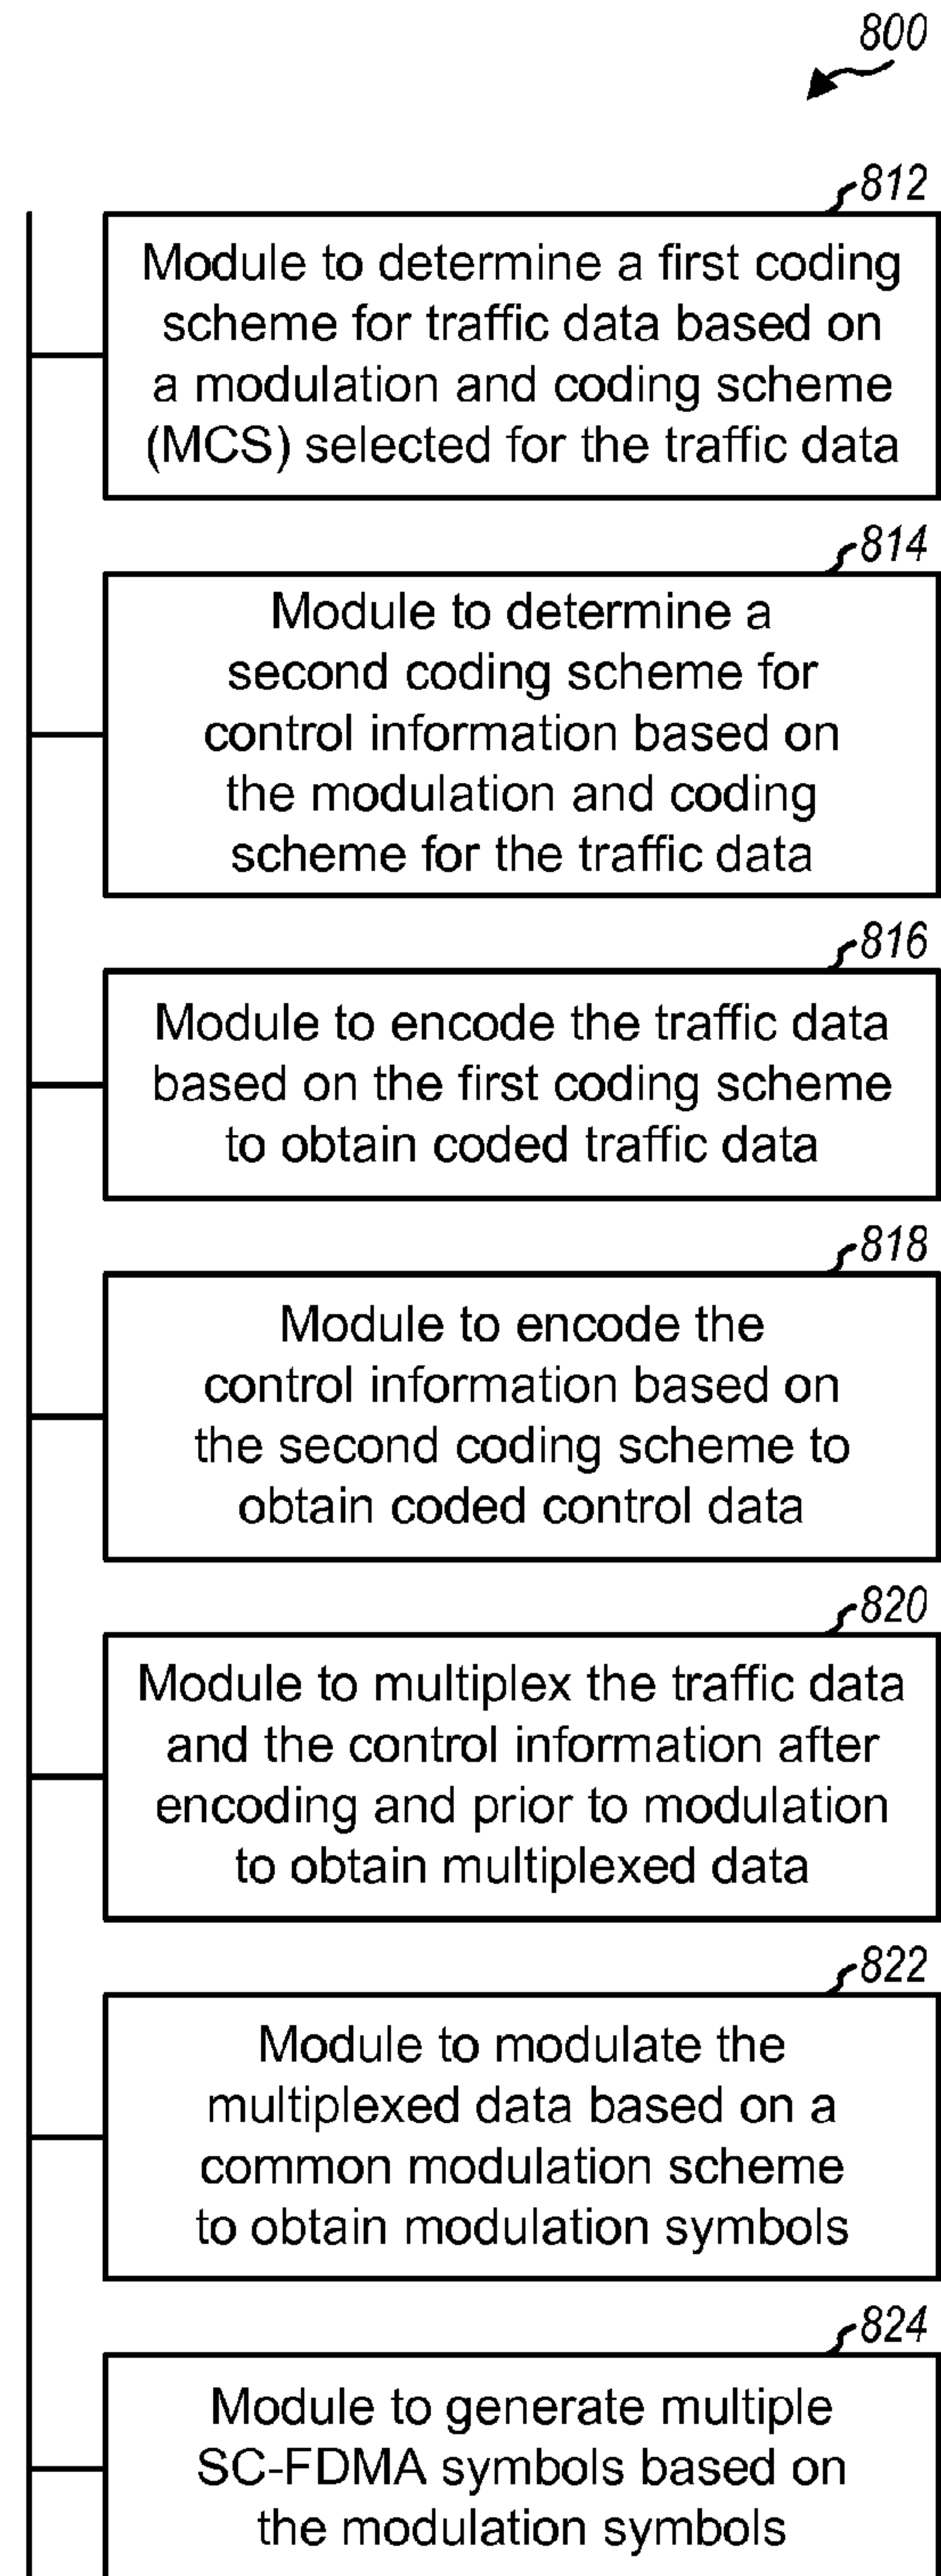 800
812
Module to determine a first coding
scheme for traffic data based on
a modulation and coding scheme
(MCS) selected for the traffic data
814
Module to determine a
second coding scheme for
control information based on
the modulation and coding
scheme for the traffic data
816
Module to encode the traffic data
based on the first coding scheme
to obtain coded traffic data
818
Module to encode the
control information based on
the second coding scheme to
obtain coded control data
820
Module to multiplex the traffic data
and the control information after
encoding and prior to modulation
to obtain multiplexed data
822
Module to modulate the
multiplexed data based on a
common modulation scheme
to obtain modulation symbols
824
Module to generate multiple
SC-FDMA symbols based on
the modulation symbols